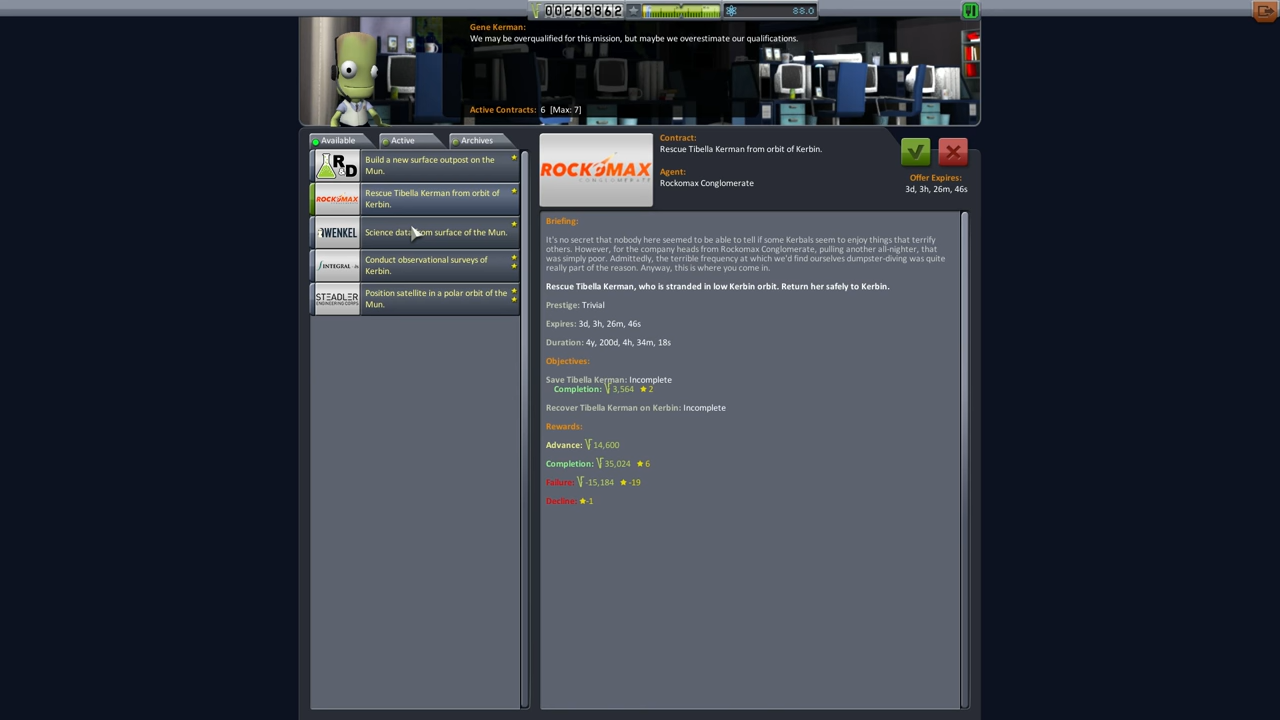 00268862
88.0
Gene Kerman:
We may be overqualified for this mission, but maybe we overestimate our qualifications.
Active Contracts: 6 [Max: 7]
Available
Active
Archives
R&D
Build a new surface outpost on the
Mun.
ROCKOMAX
Rescue Tibella Kerman from orbit of
Kerbin.
WENKEL
Science data from surface of the Mun.
INTEGRAL
Conduct observational surveys of
Kerbin.
STEADLER
ENGINEERING CORPS
Position satellite in a polar orbit of the
Mun.
ROCKOMAX
CONGLOMERATE
Contract:
Rescue Tibella Kerman from orbit of Kerbin.
Agent:
Rockomax Conglomerate
Offer Expires:
3d, 3h, 26m, 46s
Briefing:
It's no secret that nobody here seemed to be able to tell if some Kerbals seem to enjoy things that terrify
others. However, for the company heads from Rockomax Conglomerate, pulling another all-nighter, that
was simply poor. Admittedly, the terrible frequency at which we'd find ourselves dumpster-diving was quite
really part of the reason. Anyway, this is where you come in.
Rescue Tibella Kerman, who is stranded in low Kerbin orbit. Return her safely to Kerbin.
Prestige: Trivial
Expires: 3d, 3h, 26m, 46s
Duration: 4y, 200d, 4h, 34m, 18s
Objectives:
Save Tibella Kerman: Incomplete
Completion: 3,564 2
Recover Tibella Kerman on Kerbin: Incomplete
Rewards:
Advance: 14,600
Completion: 35,024 6
Failure: -15,184 -19
Decline: -1